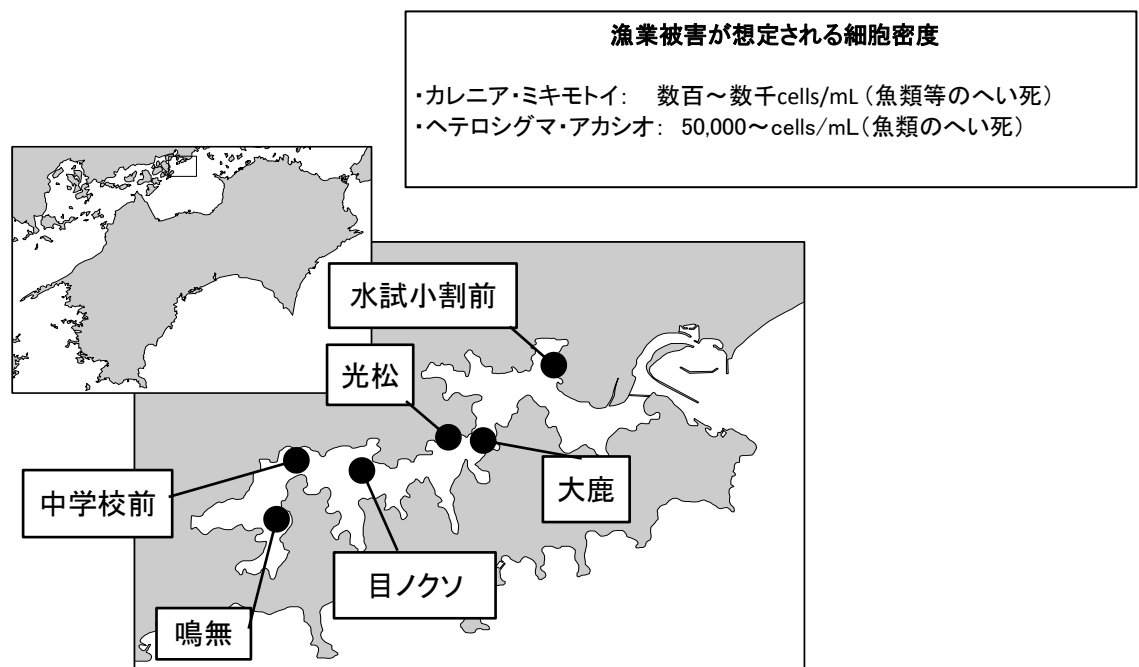 漁業被害が想定される細胞密度
・カレニア・ミキモトイ： 数百～数千cells/mL（魚類等のへい死）
・ヘテロシグマ・アカシオ： 50,000～cells/mL（魚類のへい死）
水試小割前
光松
大鹿
中学校前
目ノクソ
鳴無